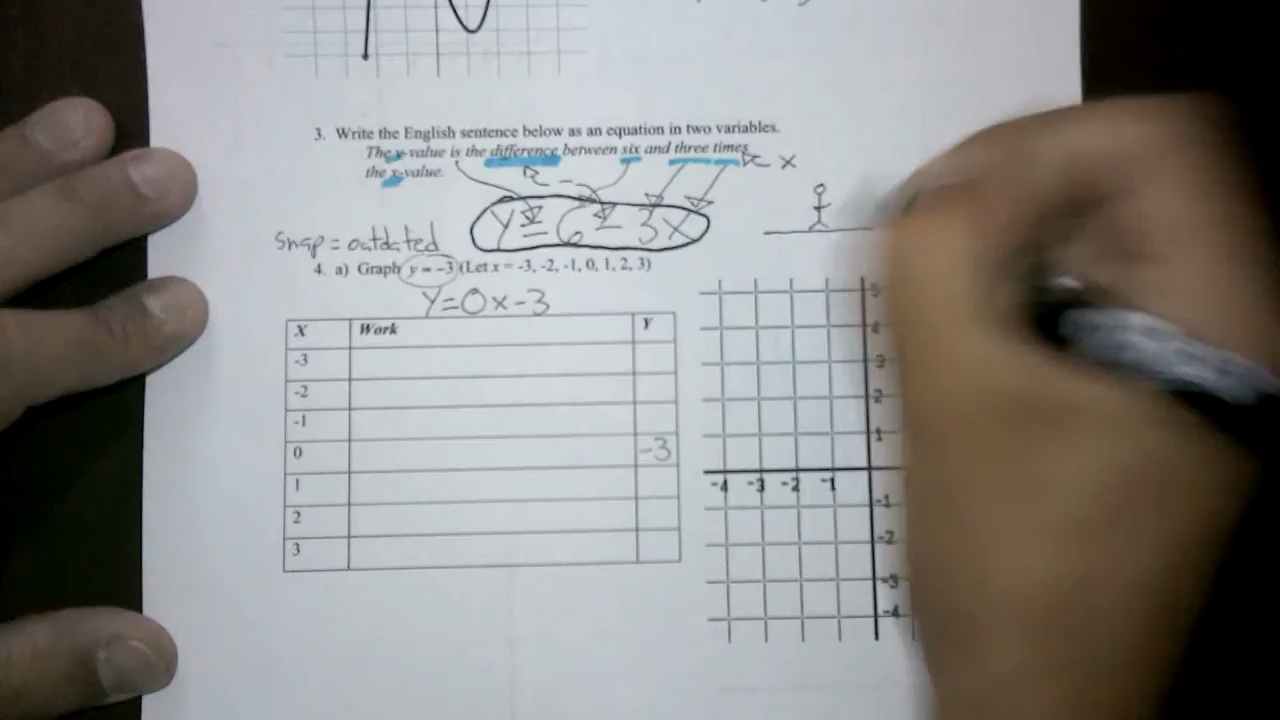 3. Write the English sentence below as an equation in two variables.
The y-value is the difference between six and three times
the x-value.
x
y = 6 - 3x
Snap = outdated
4. a) Graph y = -3 (Let x = -3, -2, -1, 0, 1, 2, 3)
Y=0x-3
X Work Y
-3
-2
-1
0 -3
1
2
3
5
4
3
2
1
-4 -3 -2 -1
-1
-2
-3
-4